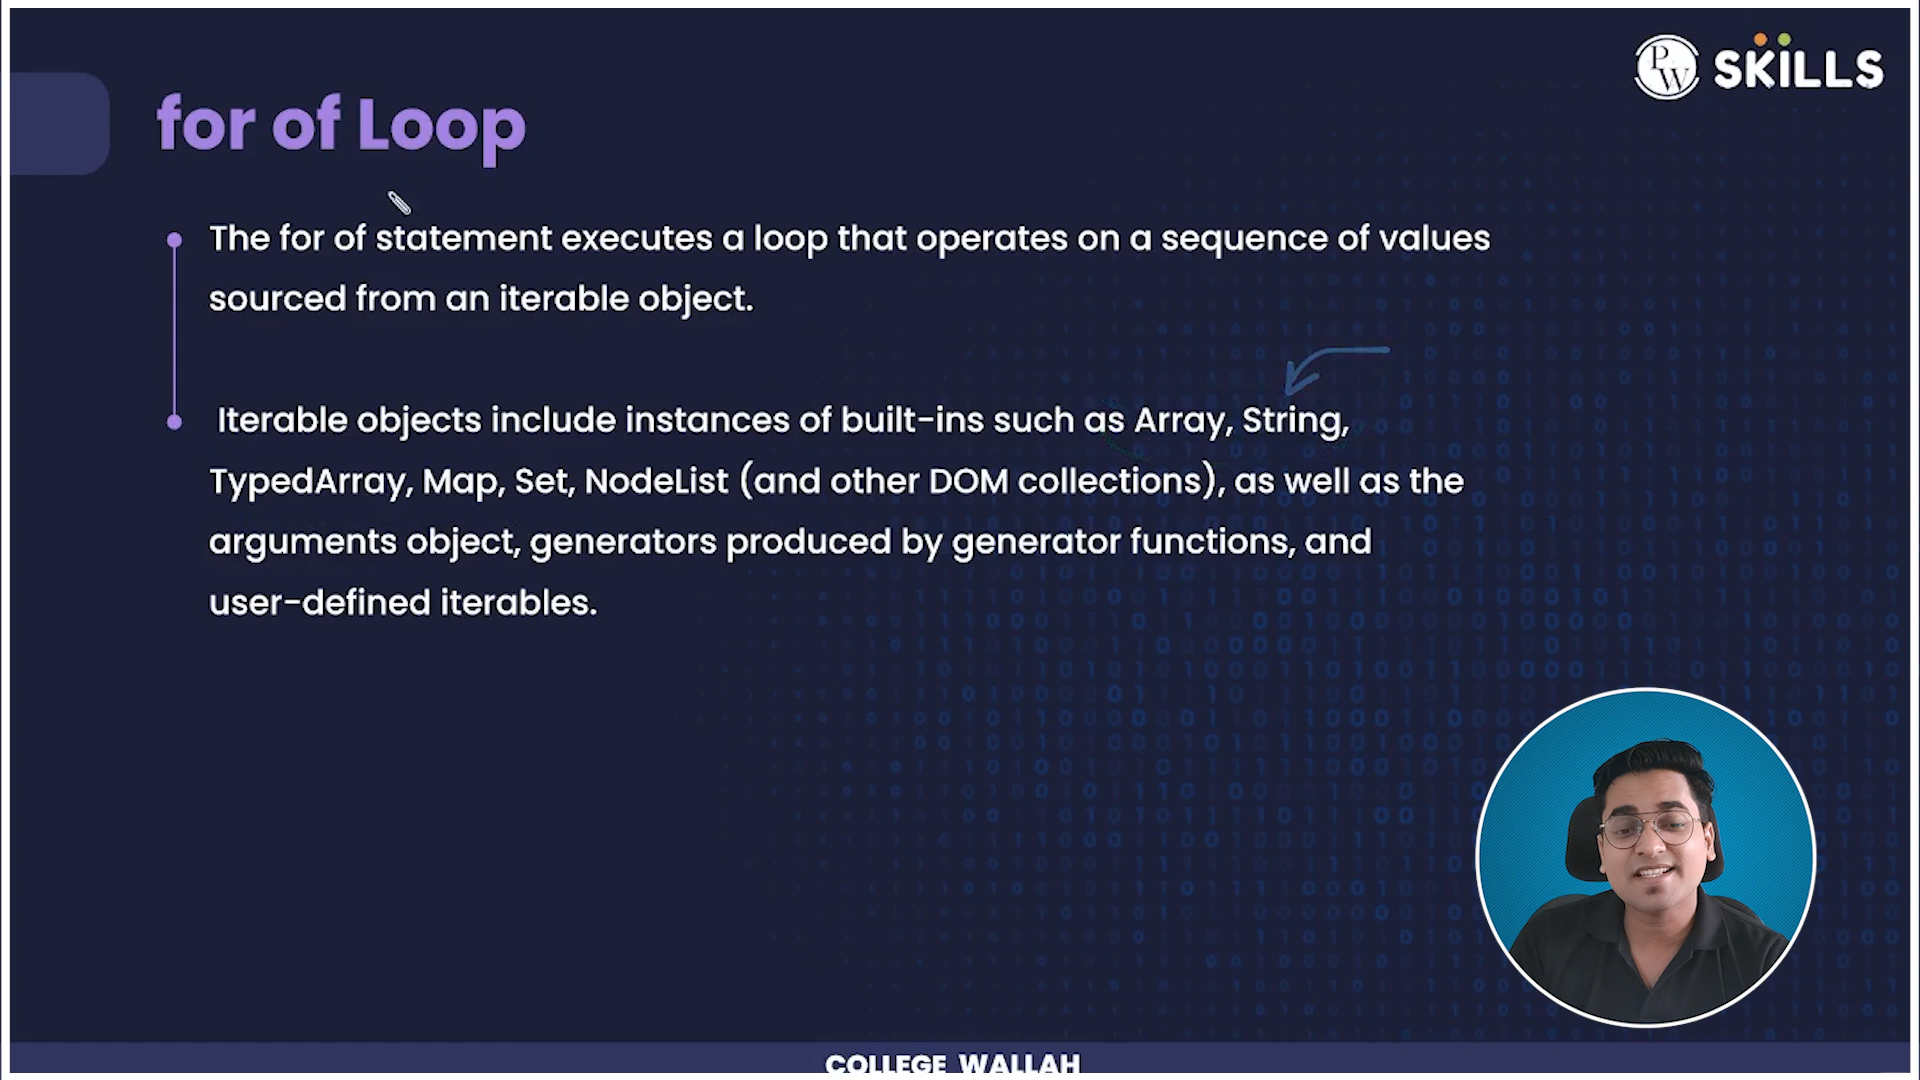 PW SKILLS
for of Loop
The for of statement executes a loop that operates on a sequence of values
sourced from an iterable object.
Iterable objects include instances of built-ins such as Array, String,
TypedArray, Map, Set, NodeList (and other DOM collections), as well as the
arguments object, generators produced by generator functions, and
user-defined iterables.
COLLEGE WALLAH